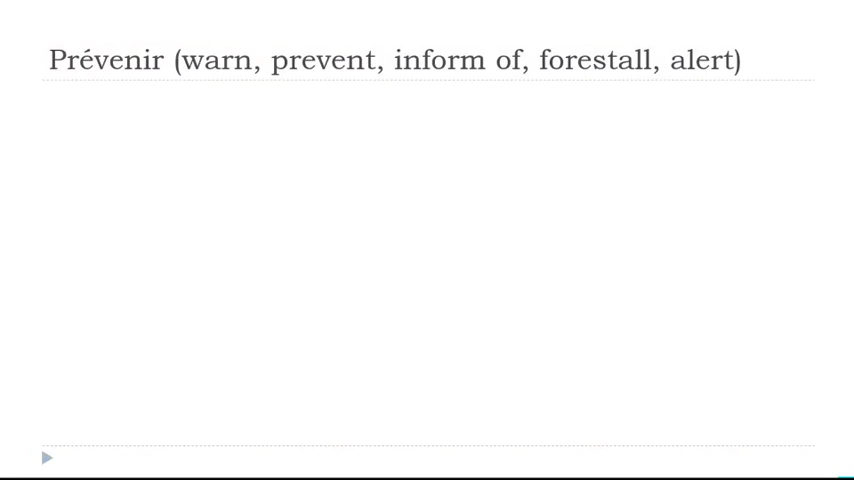 Prévenir (warn, prevent, inform of, forestall, alert)